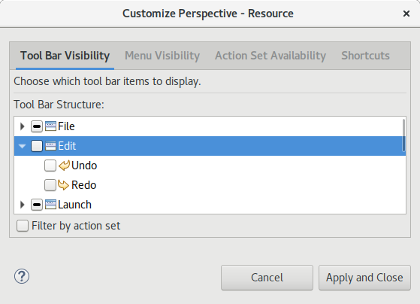 Customize Perspective - Resource
Tool Bar Visibility Menu Visibility Action Set Availability Shortcuts
Choose which tool bar items to display.
Tool Bar Structure:
File
Edit
Undo
Redo
Launch
Filter by action set
Cancel Apply and Close